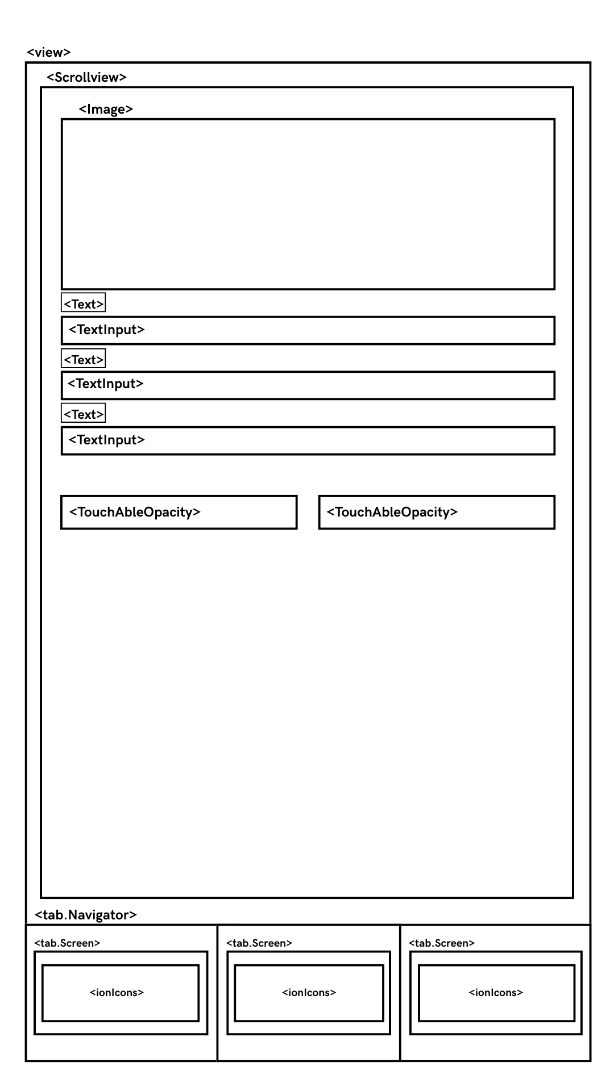 <view>
<Scrollview>
<Image>
<Text>
<TextInput>
<Text>
<TextInput>
<Text>
<TextInput>
<TouchAbleOpacity> <TouchAbleOpacity>
<tab.Navigator>
<tab.Screen> <tab.Screen> <tab.Screen>
<ionIcons> <ionIcons> <ionIcons>